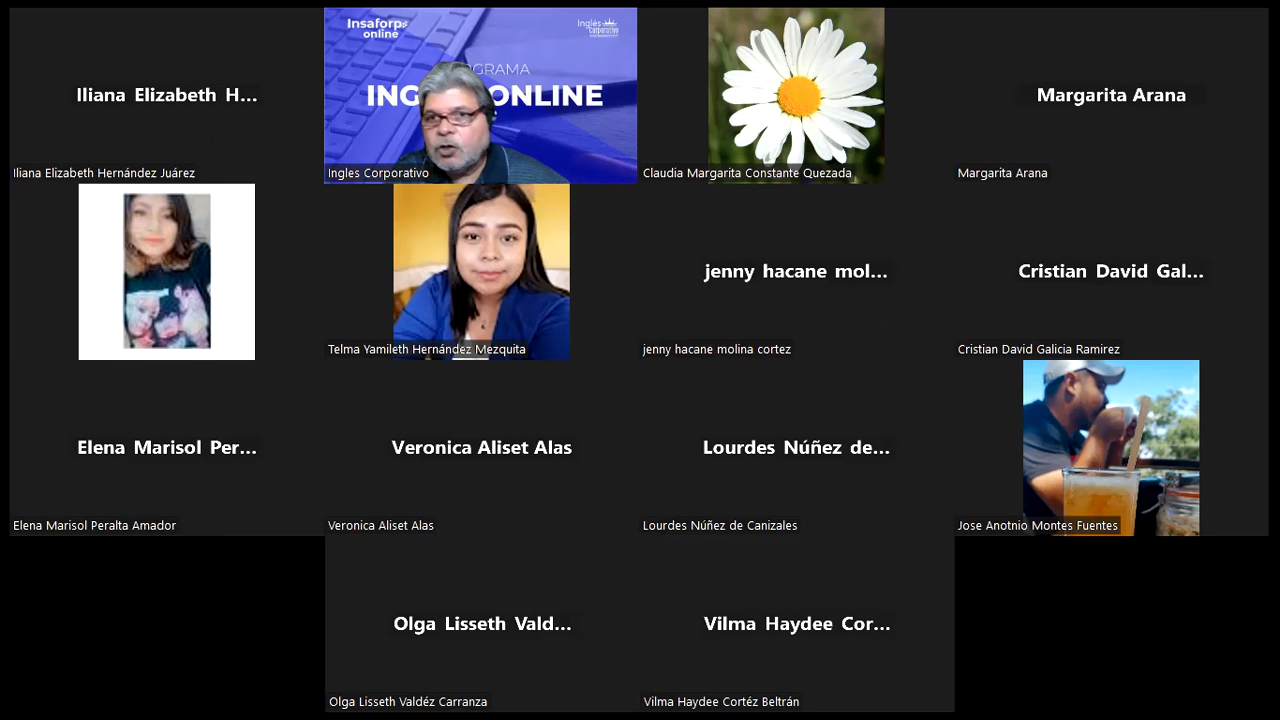 Iliana Elizabeth H...
Iliana Elizabeth Hernández Juárez
Insaforp
online
Inglés
corporativo
INGL
ONLINE
Ingles Corporativo
Claudia Margarita Constante Quezada
Margarita Arana
Margarita Arana
Telma Yamileth Hernández Mezquita
jenny hacane mol...
jenny hacane molina cortez
Cristian David Gal...
Cristian David Galicia Ramirez
Elena Marisol Per...
Elena Marisol Peralta Amador
Veronica Aliset Alas
Veronica Aliset Alas
Lourdes Núñez de...
Lourdes Núñez de Canizales
Jose Anotnio Montes Fuentes
Olga Lisseth Vald...
Olga Lisseth Valdéz Carranza
Vilma Haydee Cor...
Vilma Haydee Cortéz Beltrán